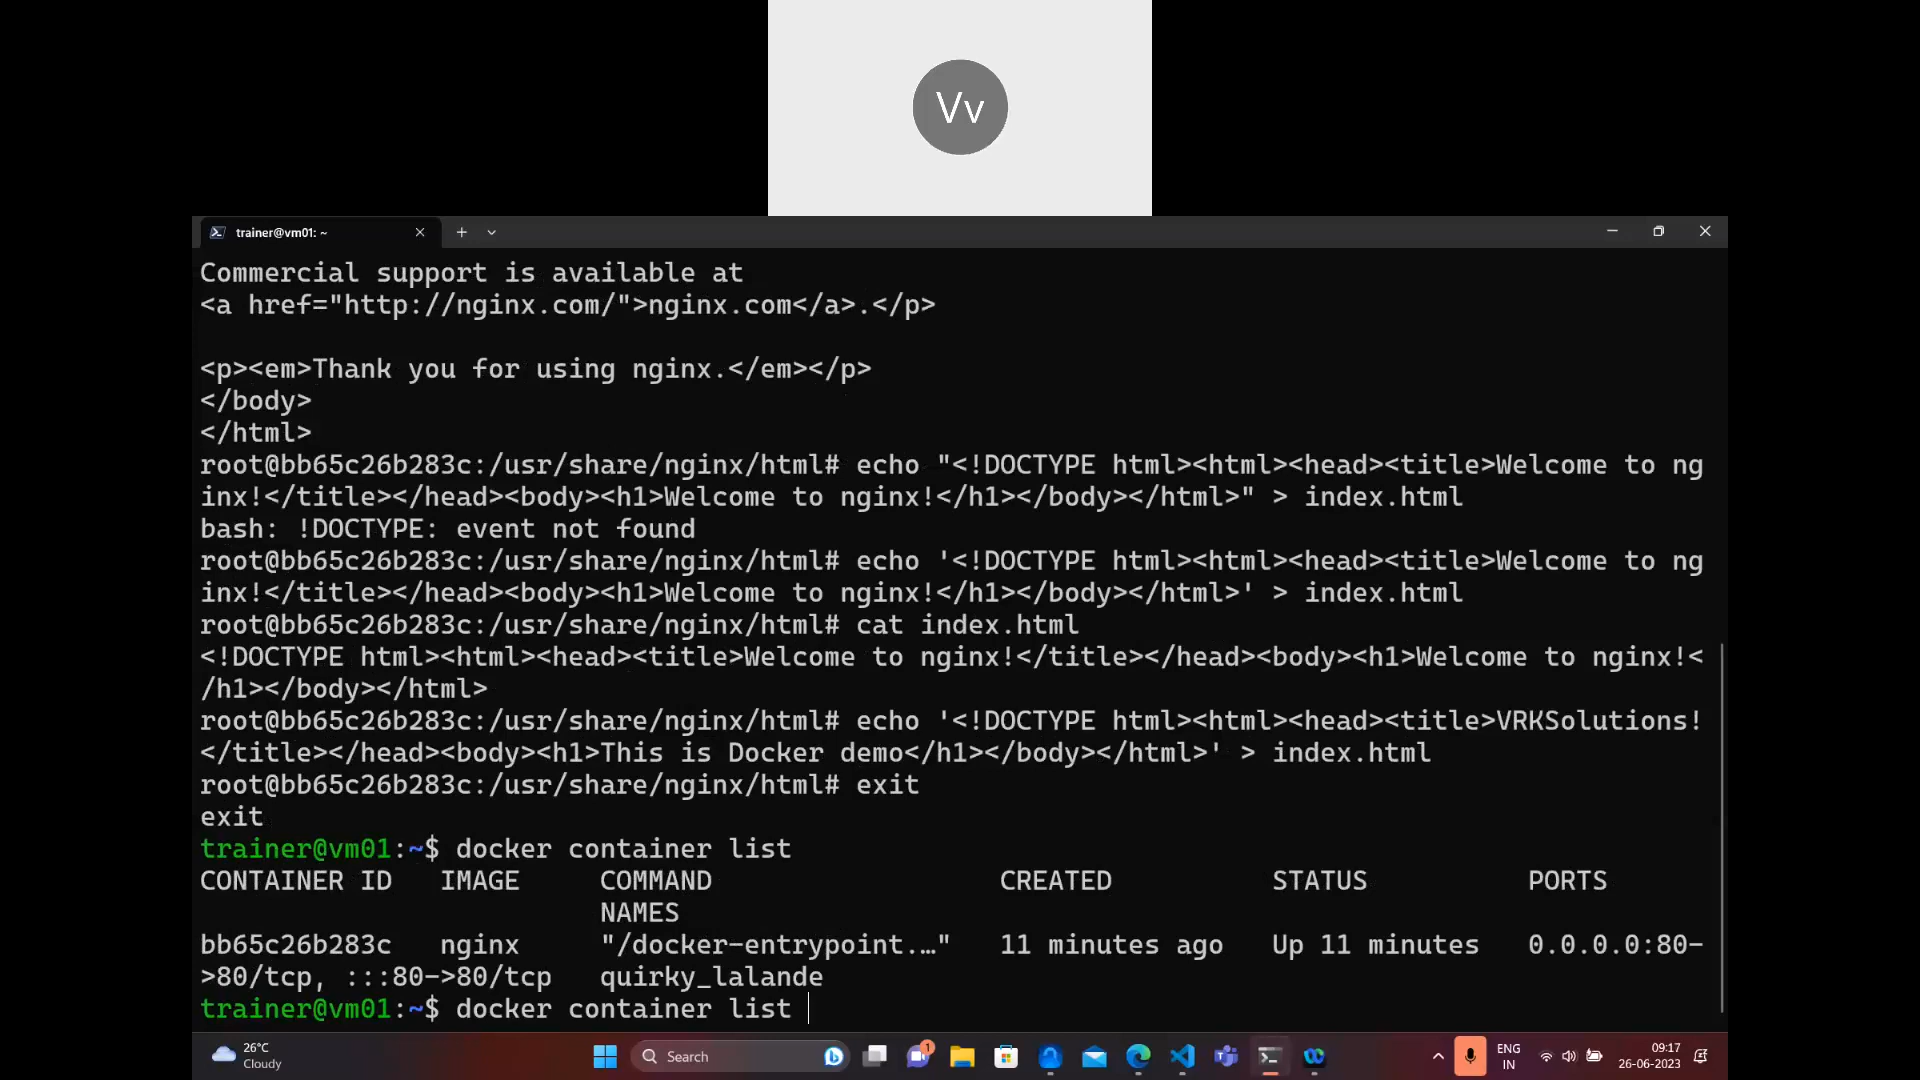 Vv
trainer@vm01: ~
Commercial support is available at
<a href="http://nginx.com/">nginx.com</a>.</p>
<p><em>Thank you for using nginx.</em></p>
</body>
</html>
root@bb65c26b283c:/usr/share/nginx/html# echo "<!DOCTYPE html><html><head><title>Welcome to ng
inx!</title></head><body><h1>Welcome to nginx!</h1></body></html>" > index.html
bash: !DOCTYPE: event not found
root@bb65c26b283c:/usr/share/nginx/html# echo '<!DOCTYPE html><html><head><title>Welcome to ng
inx!</title></head><body><h1>Welcome to nginx!</h1></body></html>' > index.html
root@bb65c26b283c:/usr/share/nginx/html# cat index.html
<!DOCTYPE html><html><head><title>Welcome to nginx!</title></head><body><h1>Welcome to nginx!<
/h1></body></html>
root@bb65c26b283c:/usr/share/nginx/html# echo '<!DOCTYPE html><html><head><title>VRKSolutions!
</title></head><body><h1>This is Docker demo</h1></body></html>' > index.html
root@bb65c26b283c:/usr/share/nginx/html# exit
exit
trainer@vm01:~$ docker container list
CONTAINER ID   IMAGE     COMMAND                  CREATED          STATUS          PORTS
NAMES
bb65c26b283c   nginx     "/docker-entrypoint.…"   11 minutes ago   Up 11 minutes   0.0.0.0:80-
>80/tcp, :::80->80/tcp   quirky_lalande
trainer@vm01:~$ docker container list
26°C
Cloudy
Search
1
ENG
IN
09:17
26-06-2023